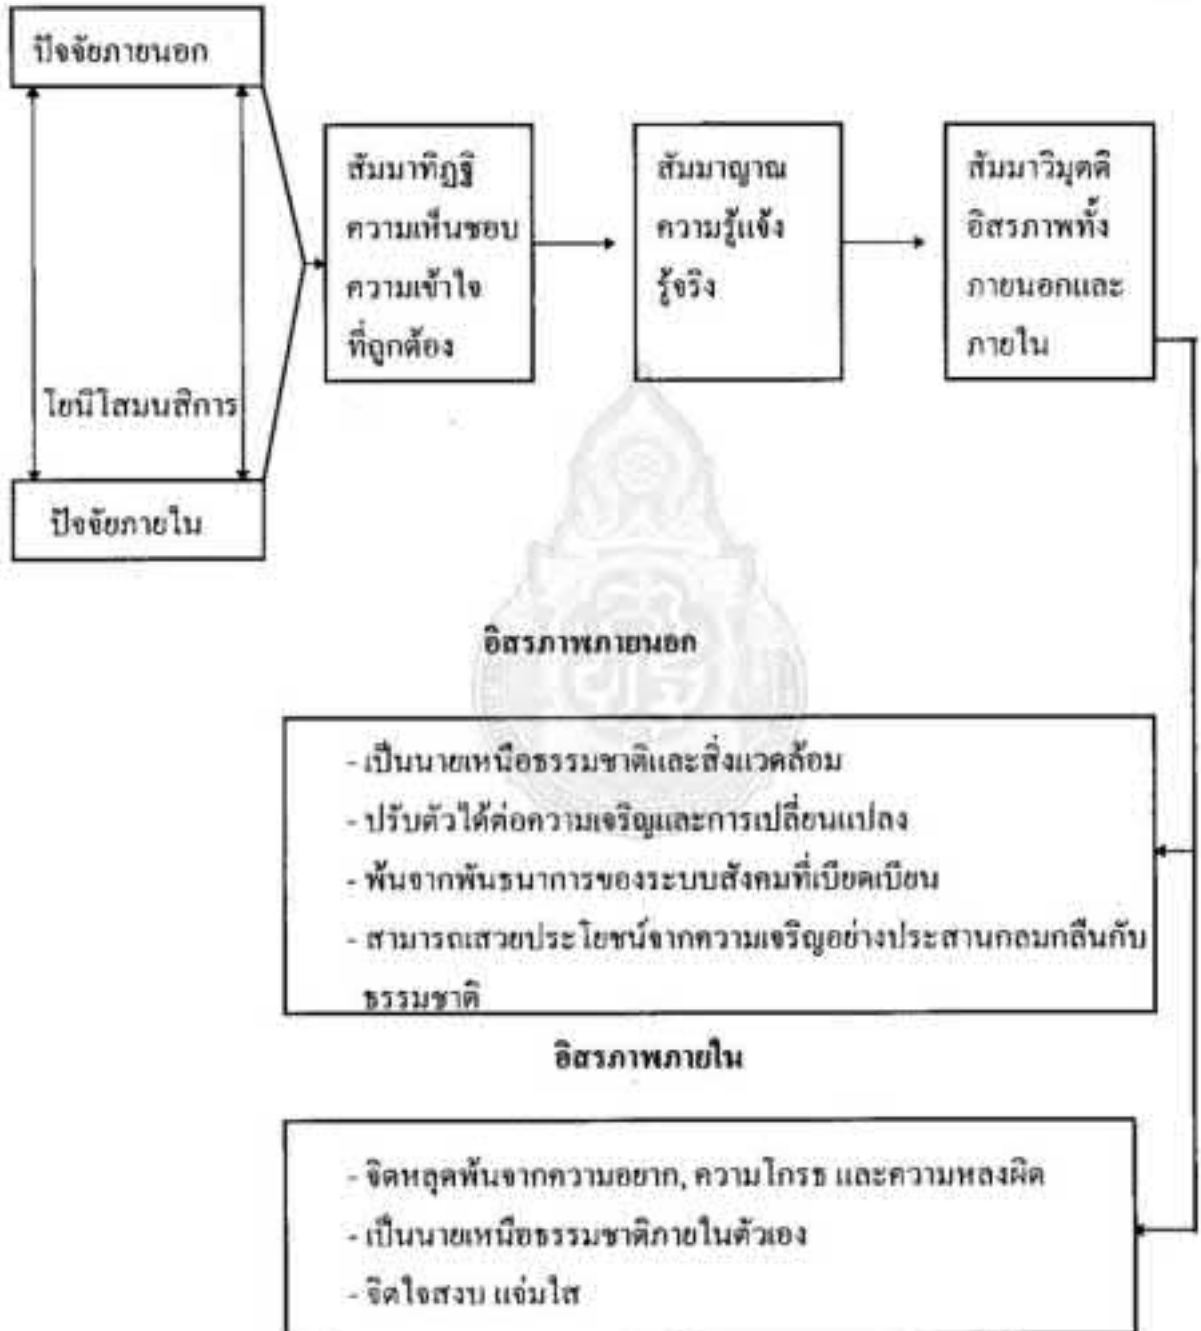 ปัจจัยภายนอก
โยนิโสมนสิการ
ปัจจัยภายใน
สัมมาทิฏฐิ
ความเห็นชอบ
ความเข้าใจ
ที่ถูกต้อง
สัมมาญาณ
ความรู้แจ้ง
รู้จริง
สัมมาวิมุตติ
อิสรภาพทั้ง
ภายนอกและ
ภายใน
อิสรภาพภายนอก
- เป็นนายเหนือธรรมชาติและสิ่งแวดล้อม
- ปรับตัวได้ต่อความเจริญและการเปลี่ยนแปลง
- พ้นจากพันธนาการของระบบสังคมที่เบียดเบียน
- สามารถเสวยประโยชน์จากความเจริญอย่างประสานกลมกลืนกับ
ธรรมชาติ
อิสรภาพภายใน
- จิตหลุดพ้นจากความอยาก, ความโกรธ และความหลงผิด
- เป็นนายเหนือธรรมชาติภายในตัวเอง
- จิตใจสงบ แจ่มใส